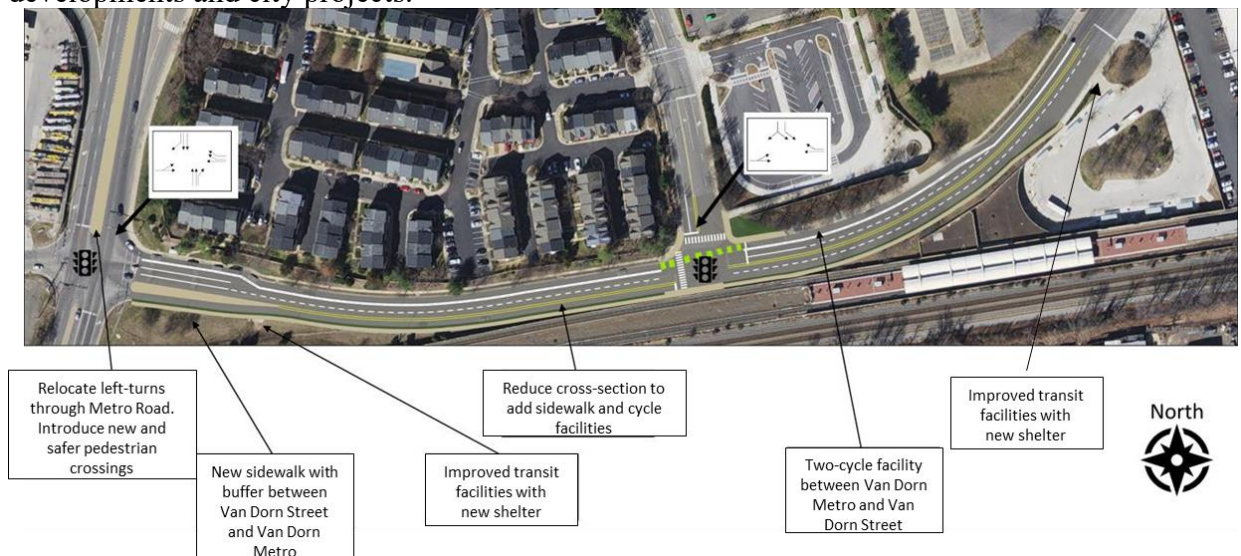 developments and city projects.
Relocate left-turns
through Metro Road.
Introduce new and
safer pedestrian
crossings
New sidewalk with
buffer between
Van Dorn Street
and Van Dorn
Metro
Improved transit
facilities with
new shelter
Reduce cross-section to
add sidewalk and cycle
facilities
Two-cycle facility
between Van Dorn
Metro and Van
Dorn Street
Improved transit
facilities with
new shelter
North